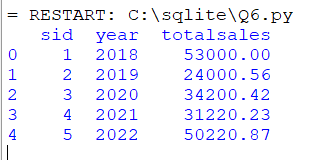 = RESTART: C:\sqlite\Q6.py
sid year totalsales
0 1 2018 53000.00
1 2 2019 24000.56
2 3 2020 34200.42
3 4 2021 31220.23
4 5 2022 50220.87